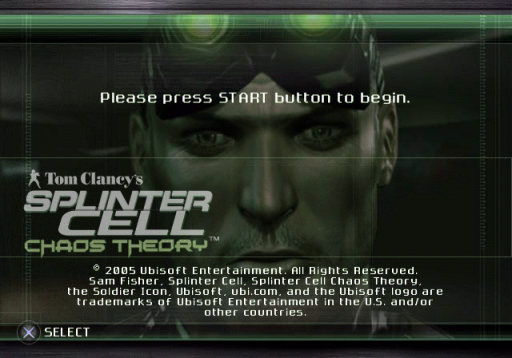 Please press START button to begin.
Tom Clancy's
SPLINTER
CELL
CHAOS THEORY™
© 2005 Ubisoft Entertainment. All Rights Reserved.
Sam Fisher, Splinter Cell, Splinter Cell Chaos Theory,
the Soldier Icon, Ubisoft, ubi.com, and the Ubisoft logo are
trademarks of Ubisoft Entertainment in the U.S. and/or
other countries.
SELECT